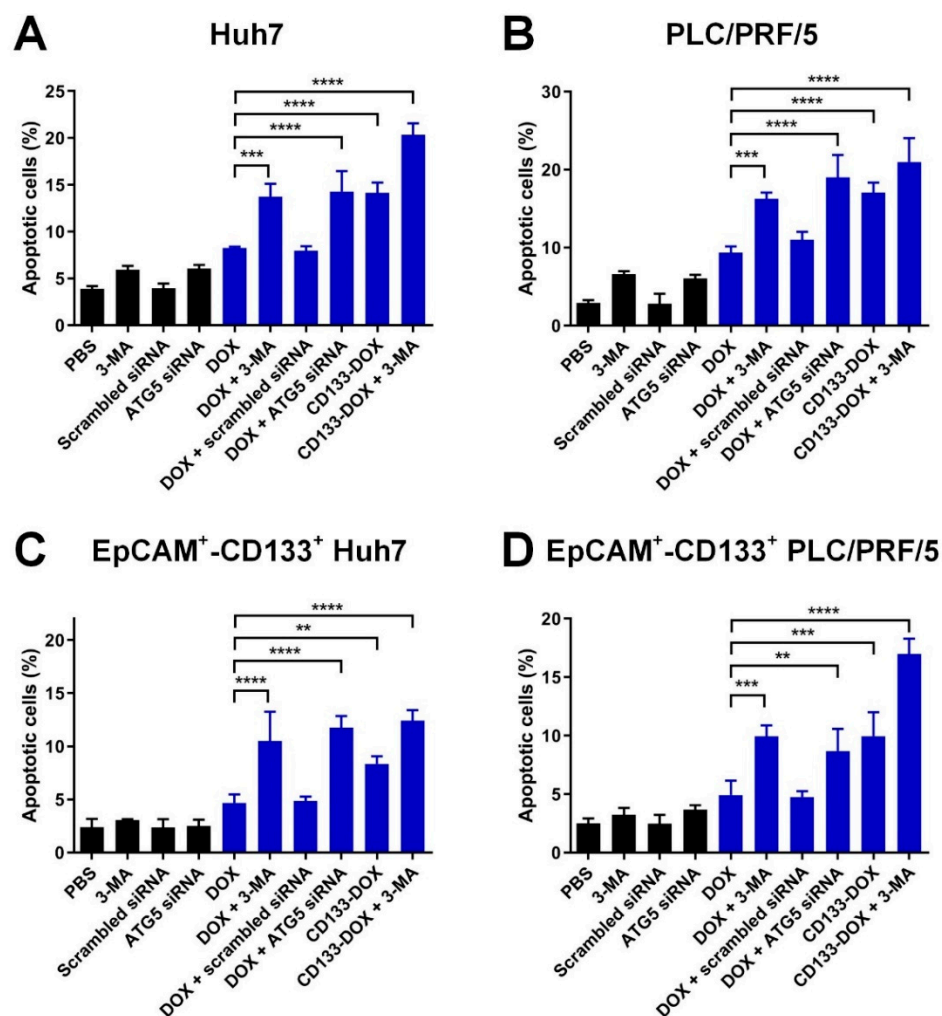 A Huh7
Apoptotic cells (%)
25
20
15
10
5
0
****
****
****
***
PBS
3-MA
Scrambled siRNA
ATG5 siRNA
DOX
DOX + 3-MA
DOX + scrambled siRNA
DOX + ATG5 siRNA
CD133-DOX
CD133-DOX + 3-MA
B PLC/PRF/5
Apoptotic cells (%)
30
20
10
0
****
****
****
***
PBS
3-MA
Scrambled siRNA
ATG5 siRNA
DOX
DOX + 3-MA
DOX + scrambled siRNA
DOX + ATG5 siRNA
CD133-DOX
CD133-DOX + 3-MA
C EpCAM⁺-CD133⁺ Huh7
Apoptotic cells (%)
20
15
10
5
0
****
**
****
****
PBS
3-MA
Scrambled siRNA
ATG5 siRNA
DOX
DOX + 3-MA
DOX + scrambled siRNA
DOX + ATG5 siRNA
CD133-DOX
CD133-DOX + 3-MA
D EpCAM⁺-CD133⁺ PLC/PRF/5
Apoptotic cells (%)
20
15
10
5
0
****
***
**
***
PBS
3-MA
Scrambled siRNA
ATG5 siRNA
DOX
DOX + 3-MA
DOX + scrambled siRNA
DOX + ATG5 siRNA
CD133-DOX
CD133-DOX + 3-MA